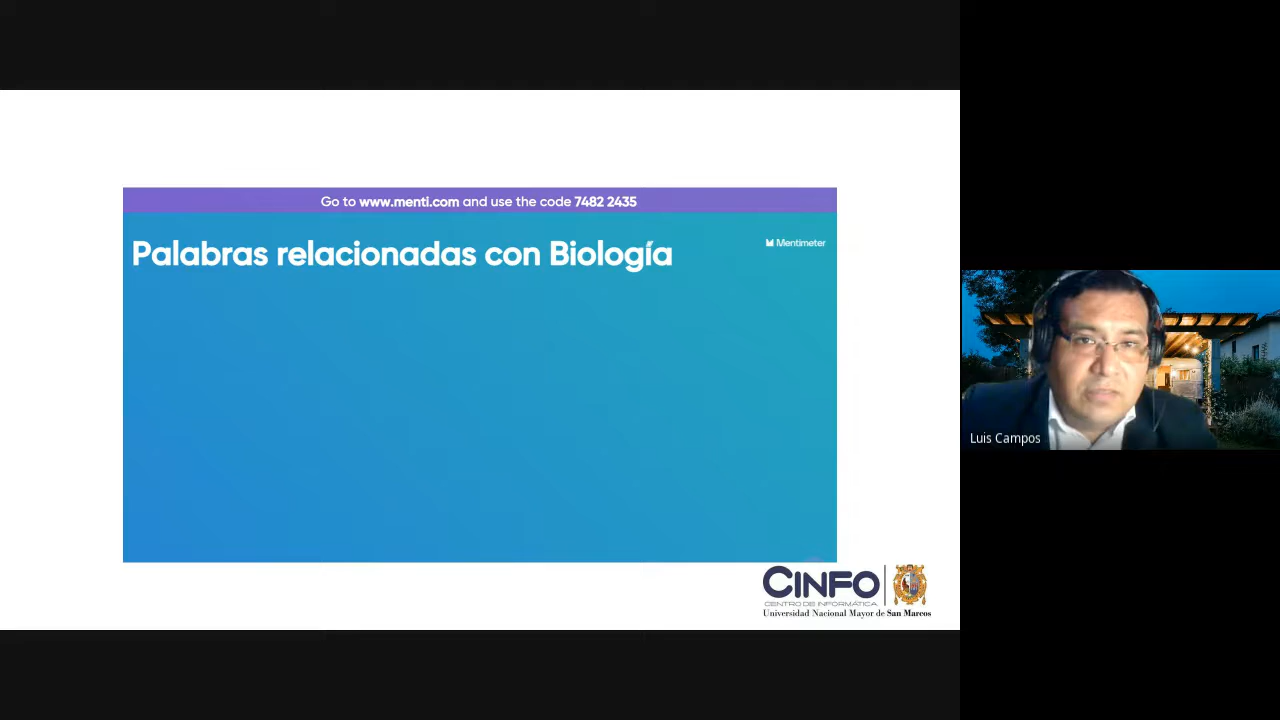 Go to www.menti.com and use the code 7482 2435
Palabras relacionadas con Biología
Mentimeter
Luis Campos
CINFO
CENTRO DE INFORMÁTICA
Universidad Nacional Mayor de San Marcos